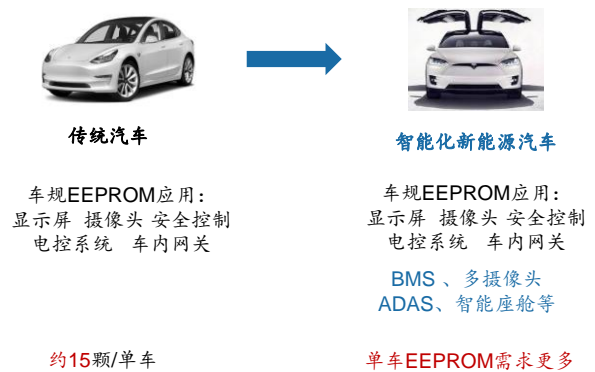 传统汽车
智能化新能源汽车
车规EEPROM应用：
显示屏 摄像头 安全控制
电控系统 车内网关
车规EEPROM应用：
显示屏 摄像头 安全控制
电控系统 车内网关
BMS 、多摄像头
ADAS、智能座舱等
约15颗/单车
单车EEPROM需求更多